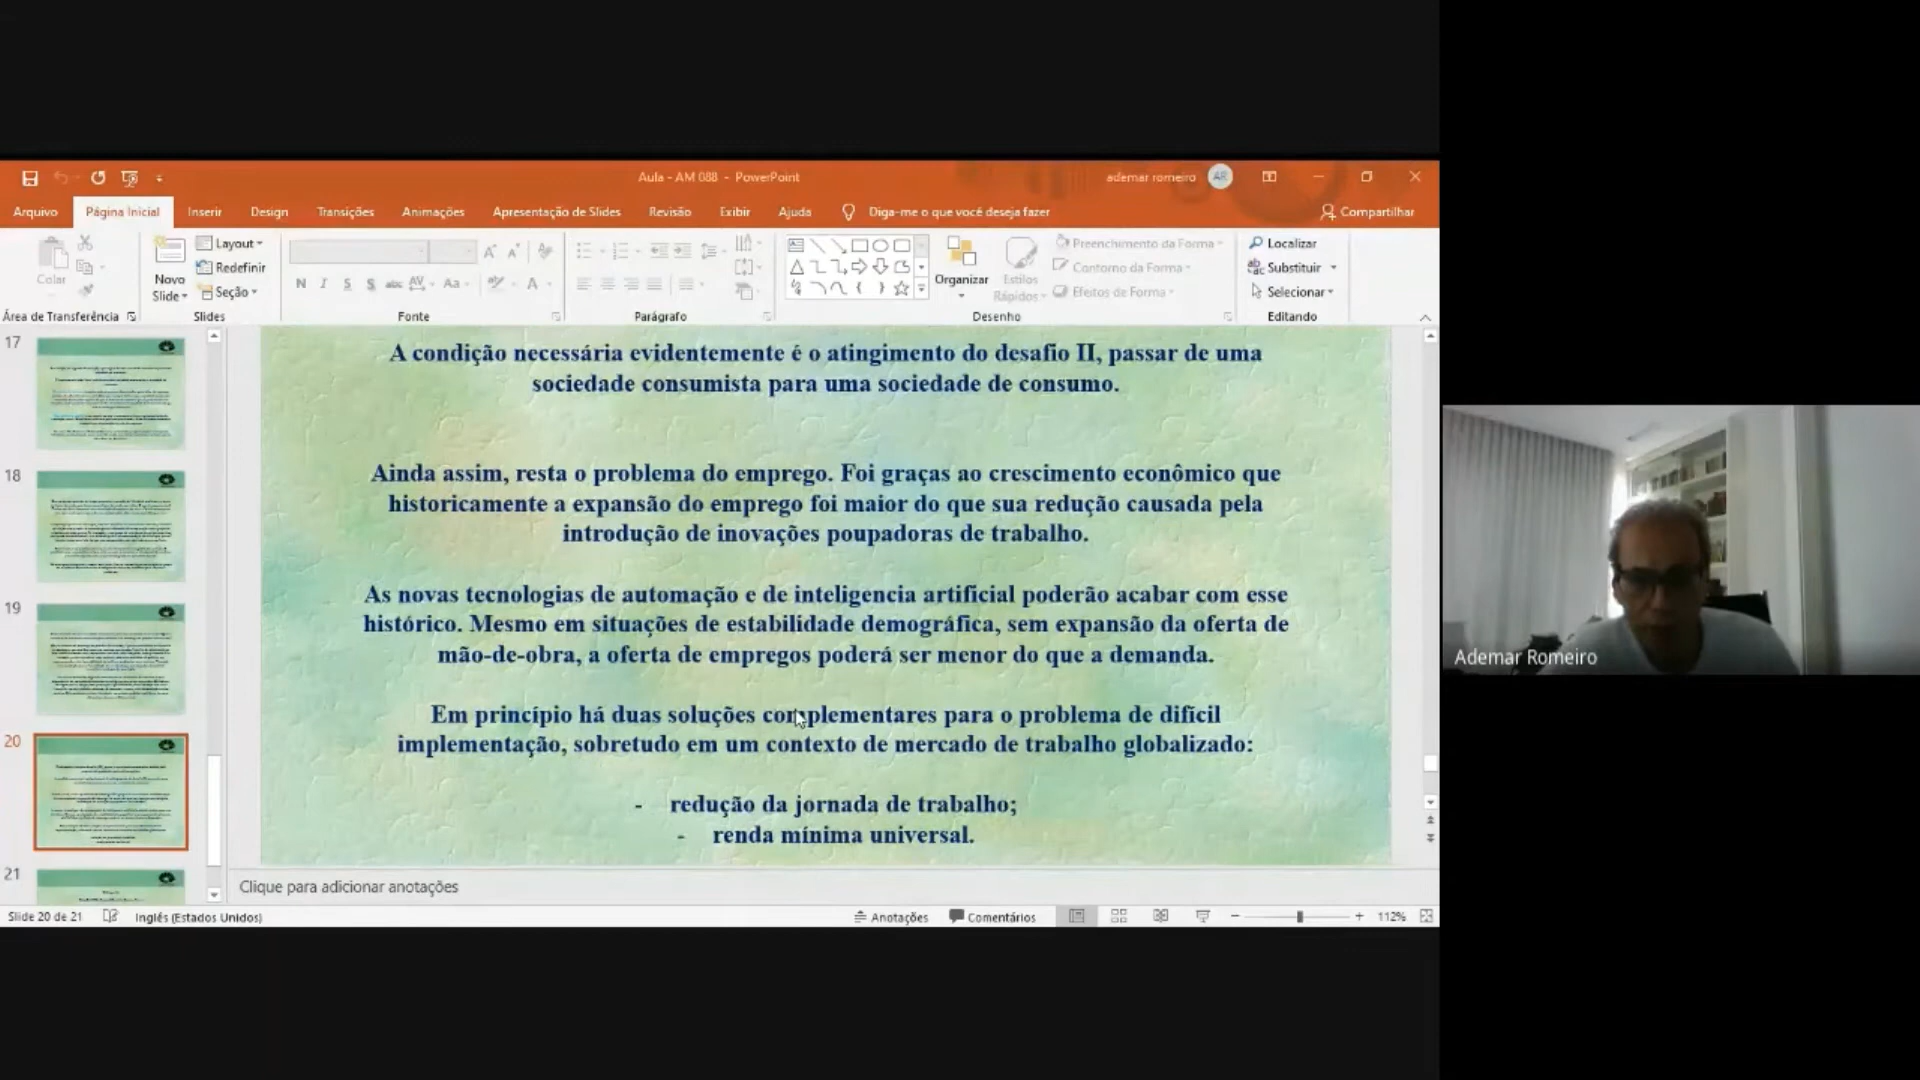 Aula - AM 088 - PowerPoint
ademar romeiro
AR
Arquivo
Página Inicial
Inserir
Design
Transições
Animações
Apresentação de Slides
Revisão
Exibir
Ajuda
Diga-me o que você deseja fazer
Compartilhar
Colar
Novo
Slide
Layout
Redefinir
Seção
N I S S abc AV Aa A
Organizar
Estilos
Rápidos
Preenchimento da Forma
Contorno da Forma
Efeitos de Forma
Localizar
Substituir
Selecionar
Área de Transferência
Slides
Fonte
Parágrafo
Desenho
Editando
17
18
19
20
21
A condição necessária evidentemente é o atingimento do desafio II, passar de uma
sociedade consumista para uma sociedade de consumo.
Ainda assim, resta o problema do emprego. Foi graças ao crescimento econômico que
historicamente a expansão do emprego foi maior do que sua redução causada pela
introdução de inovações poupadoras de trabalho.
As novas tecnologias de automação e de inteligencia artificial poderão acabar com esse
histórico. Mesmo em situações de estabilidade demográfica, sem expansão da oferta de
mão-de-obra, a oferta de empregos poderá ser menor do que a demanda.
Em princípio há duas soluções complementares para o problema de difícil
implementação, sobretudo em um contexto de mercado de trabalho globalizado:
- redução da jornada de trabalho;
- renda mínima universal.
Clique para adicionar anotações
Slide 20 de 21
Inglês (Estados Unidos)
Anotações
Comentários
112%
Ademar Romeiro